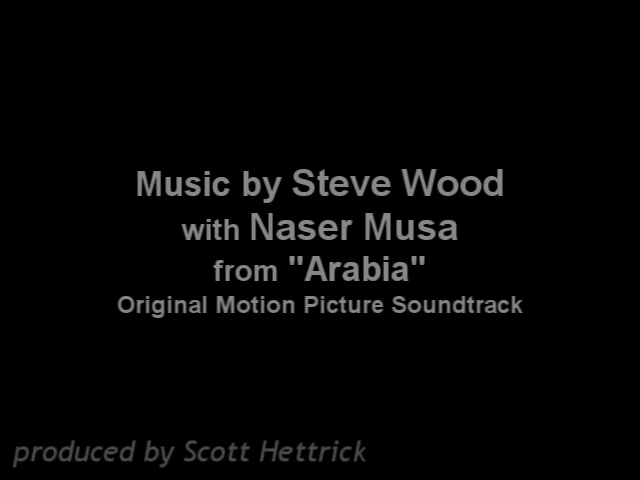 Music by Steve Wood
with Naser Musa
from "Arabia"
Original Motion Picture Soundtrack
produced by Scott Hettrick